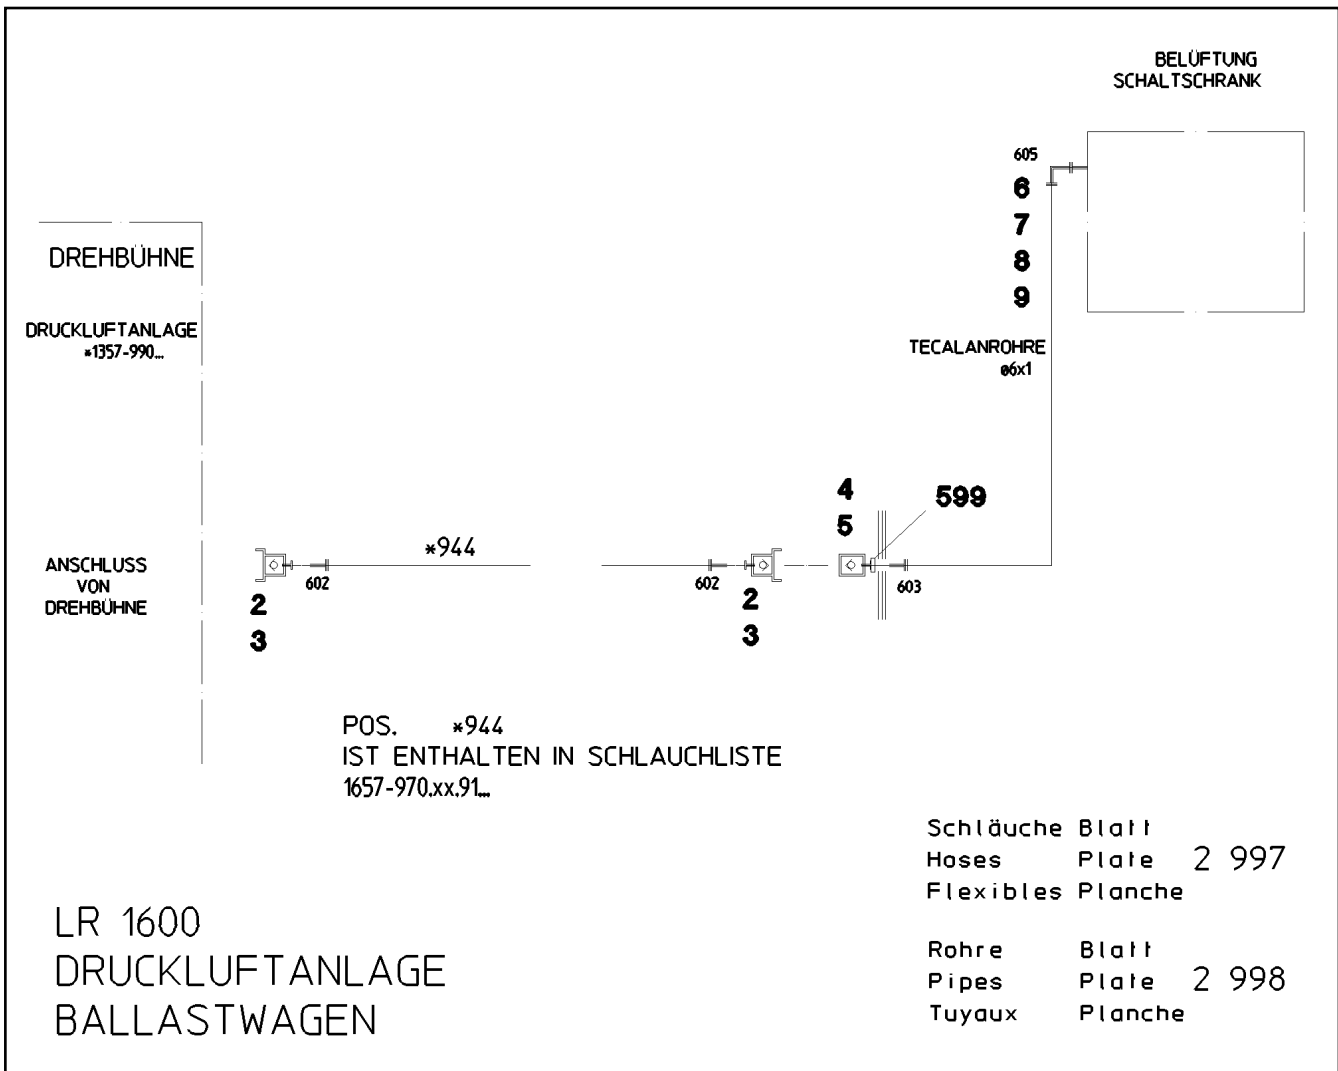 BELÜFTUNG
SCHALTSCHRANK
605
6
7
8
9
DREHBÜHNE
DRUCKLUFTANLAGE
*1357-990...
TECALANROHRE
ø6x1
4
5
599
ANSCHLUSS
VON
DREHBÜHNE
*944
602
2
3
602
2
3
603
POS. *944
IST ENTHALTEN IN SCHLAUCHLISTE
1657-970.xx.91...
Schläuche Blatt
Hoses Plate 2 997
Flexibles Planche
Rohre Blatt
Pipes Plate 2 998
Tuyaux Planche
LR 1600
DRUCKLUFTANLAGE
BALLASTWAGEN